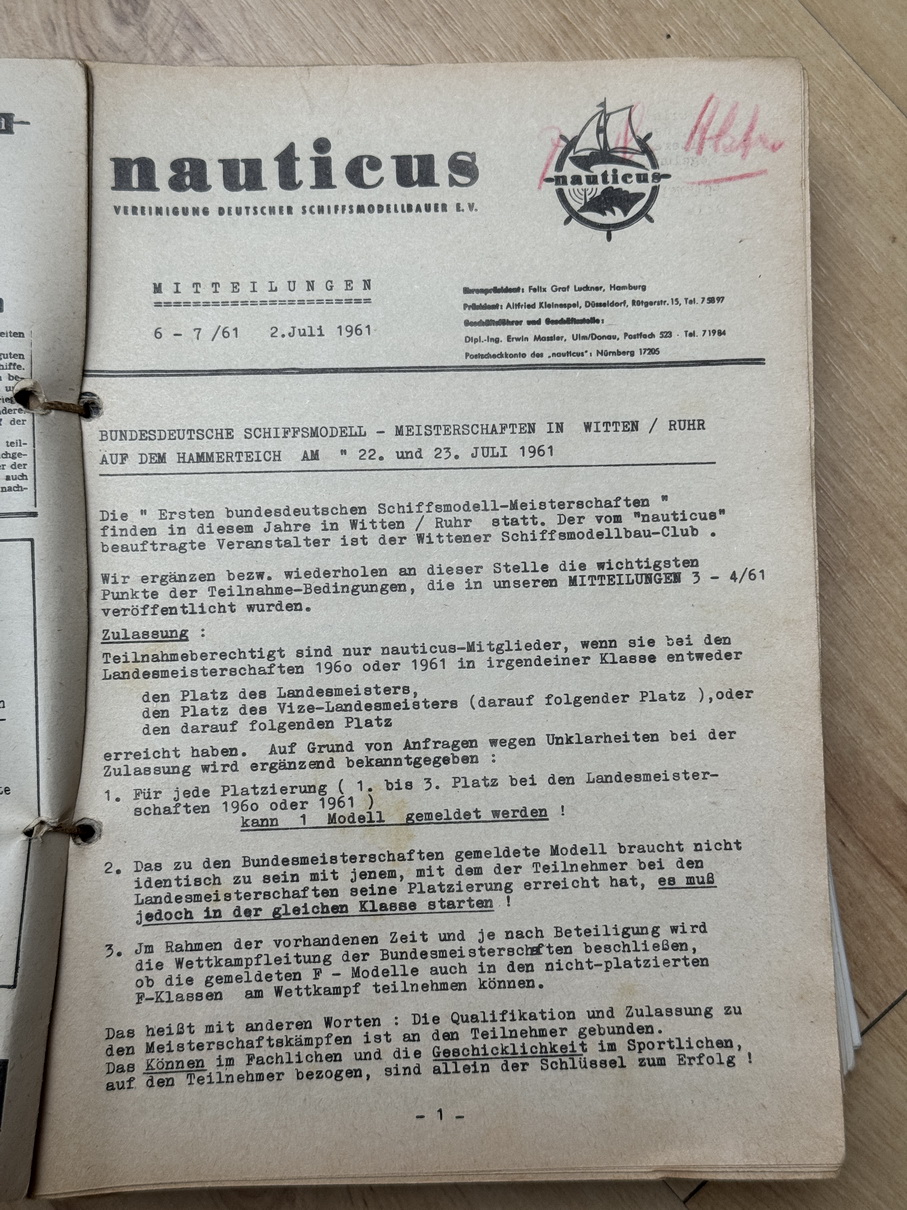 nauticus
VEREINIGUNG DEUTSCHER SCHIFFSMODELLBAUER E.V.
nauticus
MITTEILUNGEN
6 - 7 /61 2.Juli 1961
Ehrenpräsident: Felix Graf Luckner, Hamburg
Präsident: Altfried Kleinespel, Düsseldorf, Rütgerstr. 15, Tel. 75897
Geschäftsführer und Geschäftsstelle:
Dipl.-Ing. Erwin Massler, Ulm/Donau, Postfach 523 · Tel. 71984
Postscheckkonto des „nauticus": Nürnberg 17205
BUNDESDEUTSCHE SCHIFFSMODELL - MEISTERSCHAFTEN IN WITTEN / RUHR
AUF DEM HAMMERTEICH AM " 22. und 23. JULI 1961
Die " Ersten bundesdeutschen Schiffsmodell-Meisterschaften "
finden in diesem Jahre in Witten / Ruhr statt. Der vom "nauticus"
beauftragte Veranstalter ist der Wittener Schiffsmodellbau-Club .
Wir ergänzen bezw. wiederholen an dieser Stelle die wichtigsten
Punkte der Teilnahme-Bedingungen, die in unseren MITTEILUNGEN 3 - 4/61
veröffentlicht wurden.
Zulassung :
Teilnahmeberechtigt sind nur nauticus-Mitglieder, wenn sie bei den
Landesmeisterschaften 196o oder 1961 in irgendeiner Klasse entweder
den Platz des Landesmeisters,
den Platz des Vize-Landesmeisters (darauf folgender Platz ),oder
den darauf folgenden Platz
erreicht haben. Auf Grund von Anfragen wegen Unklarheiten bei der
Zulassung wird ergänzend bekanntgegeben :
1. Für jede Platzierung ( 1. bis 3. Platz bei den Landesmeister-
schaften 196o oder 1961 )
kann 1 Modell gemeldet werden !
2. Das zu den Bundesmeisterschaften gemeldete Modell braucht nicht
identisch zu sein mit jenem, mit dem der Teilnehmer bei den
Landesmeisterschaften seine Platzierung erreicht hat, es muß
jedoch in der gleichen Klasse starten !
3. Jm Rahmen der vorhandenen Zeit und je nach Beteiligung wird
die Wettkampfleitung der Bundesmeisterschaften beschließen,
ob die gemeldeten F - Modelle auch in den nicht-platzierten
F-Klassen am Wettkampf teilnehmen können.
Das heißt mit anderen Worten : Die Qualifikation und Zulassung zu
den Meisterschaftskämpfen ist an den Teilnehmer gebunden.
Das Können im Fachlichen und die Geschicklichkeit im Sportlichen,
auf den Teilnehmer bezogen, sind allein der Schlüssel zum Erfolg !
- 1 -